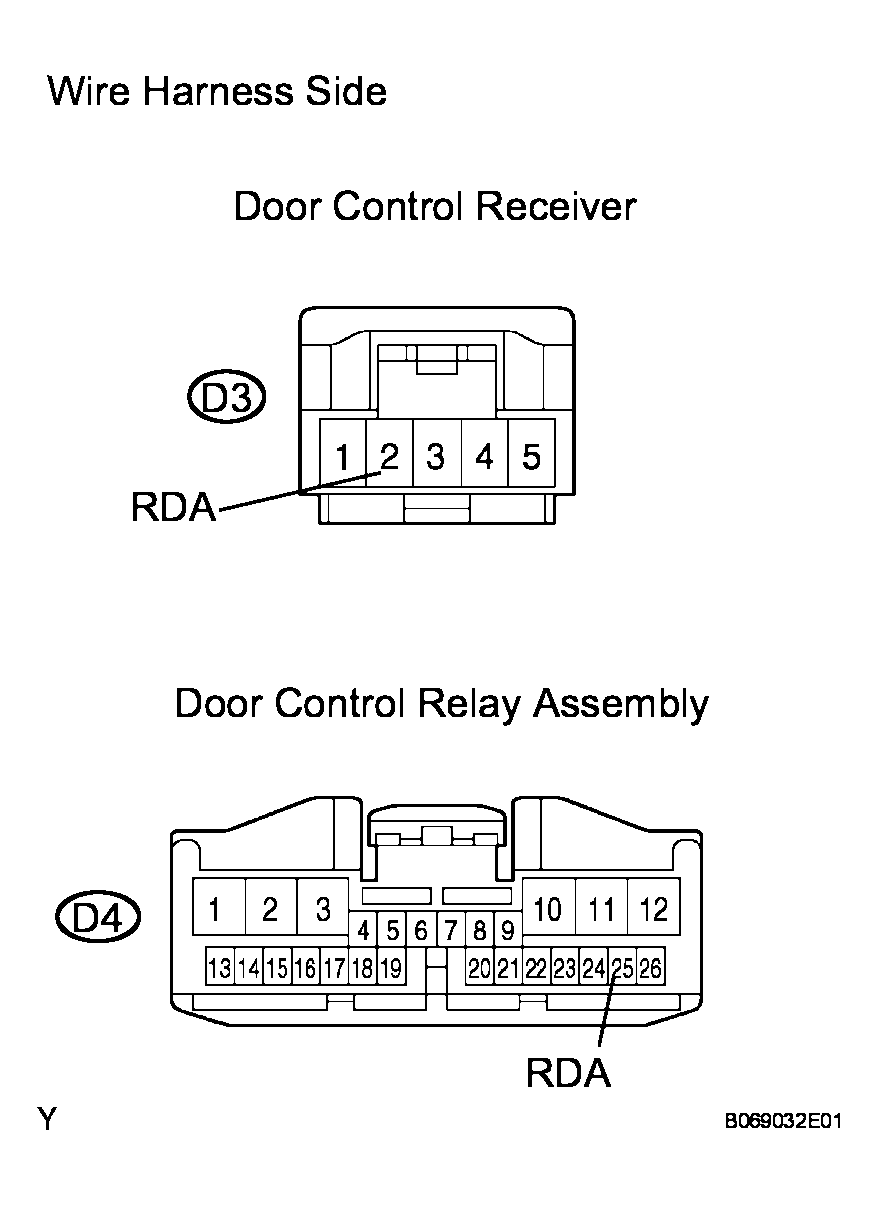 Wire Harness Side
Door Control Receiver
D3
1 2 3 4 5
RDA
Door Control Relay Assembly
D4
1 2 3 10 11 12
4 5 6 7 8 9
13 14 15 16 17 18 19 20 21 22 23 24 25 26
RDA
Y B069032E01